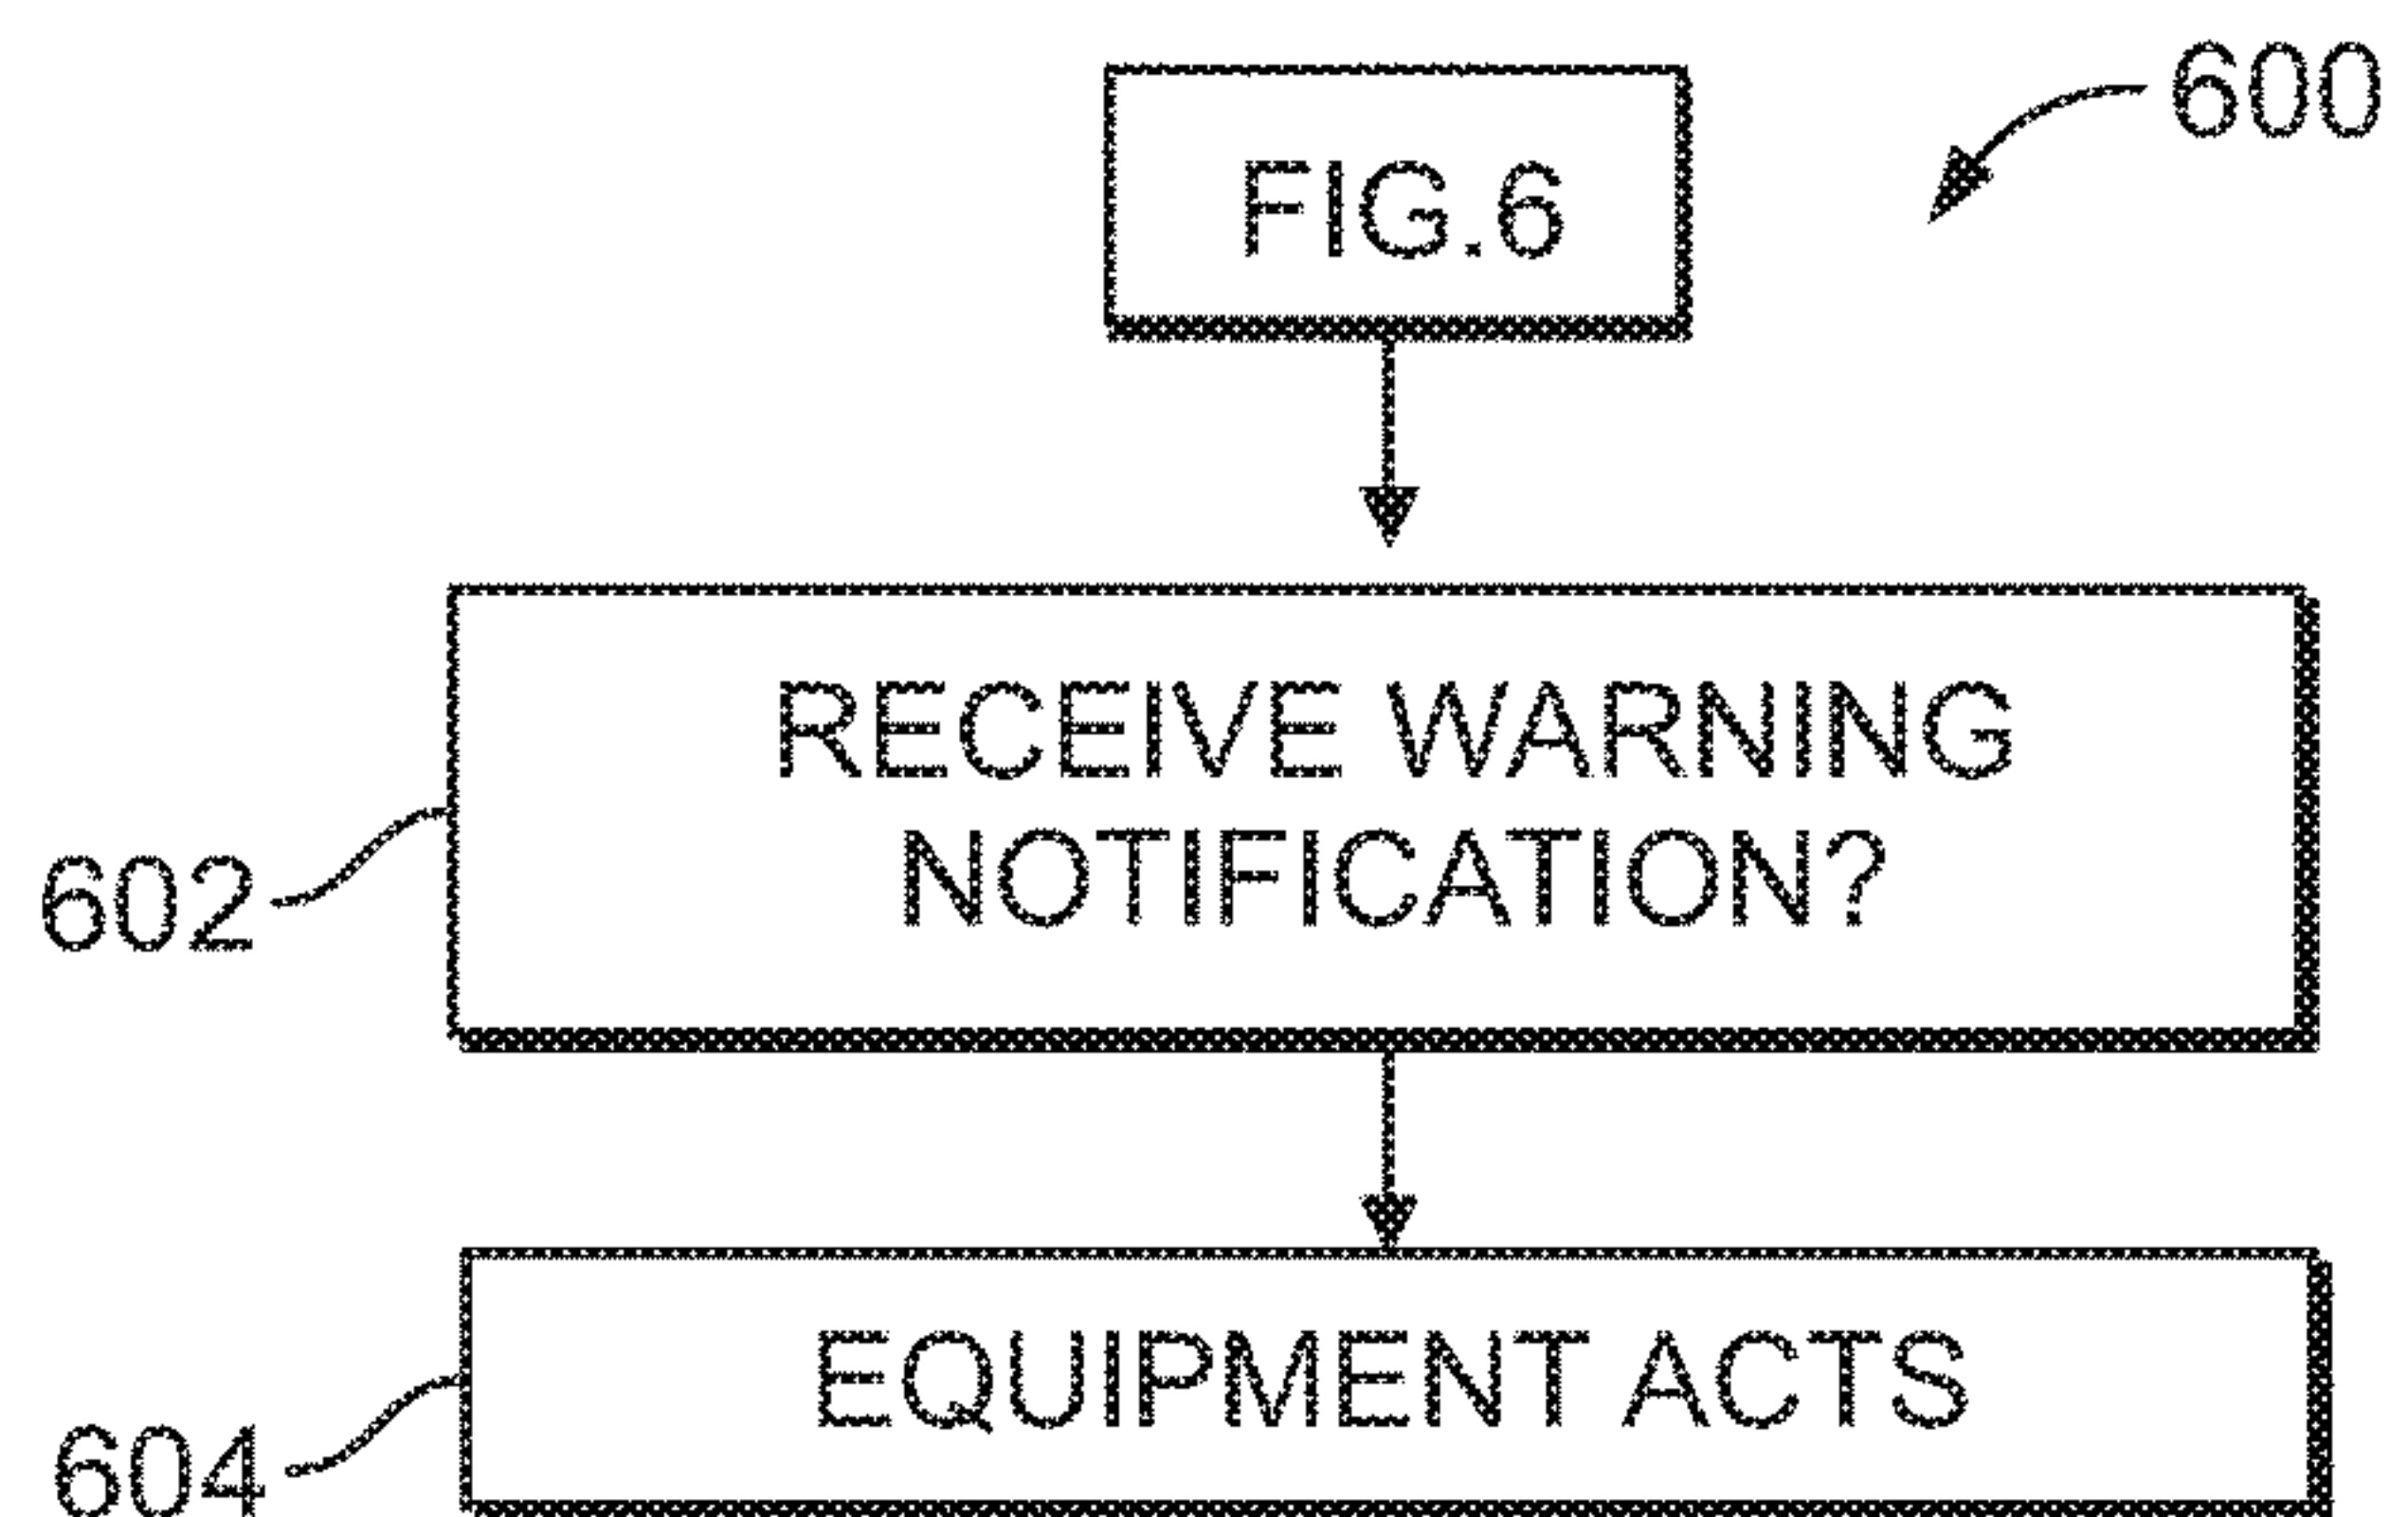 600
FIG.6
RECEIVE WARNING
NOTIFICATION?
602
EQUIPMENT ACTS
604